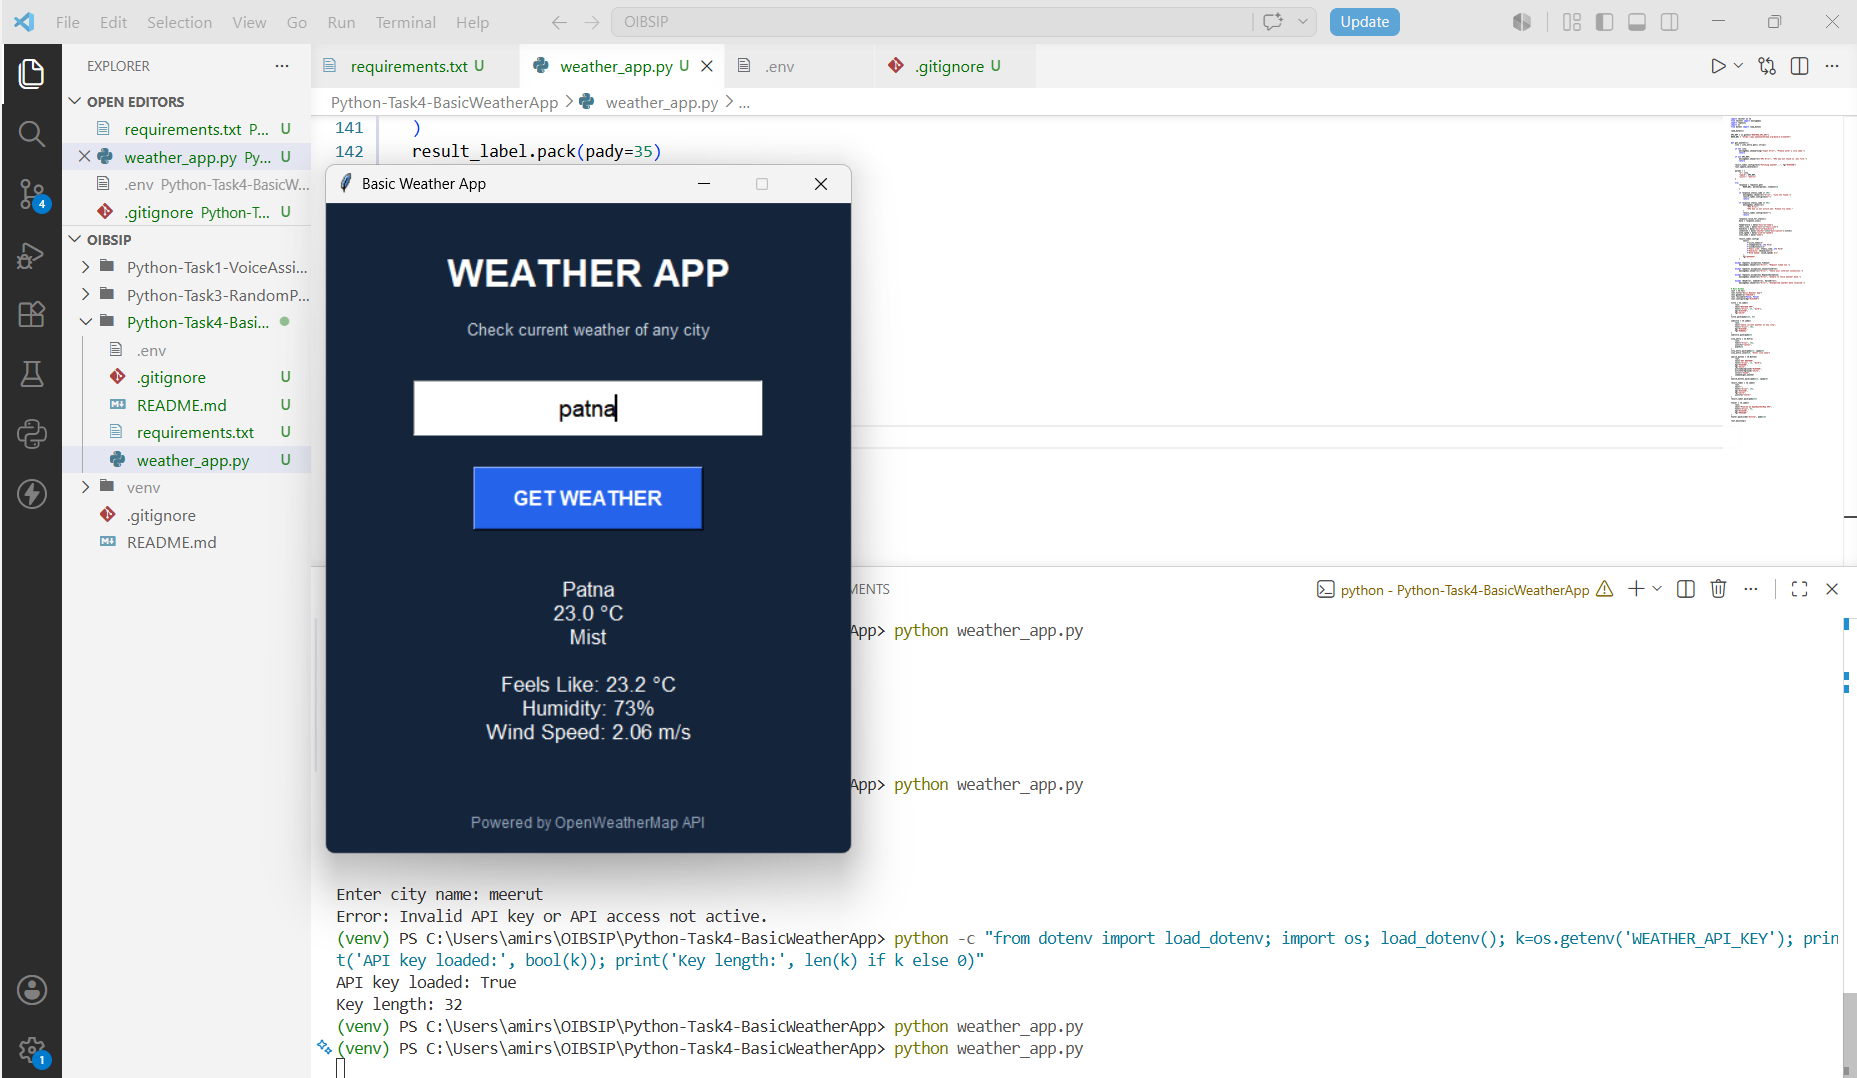 File Edit Selection View Go Run Terminal Help
OIBSIP
Update
EXPLORER
requirements.txt U
weather_app.py U
.env
.gitignore U
Python-Task4-BasicWeatherApp > weather_app.py > ...
OPEN EDITORS
requirements.txt P... U
weather_app.py Py... U
.env Python-Task4-BasicW...
.gitignore Python-T... U
OIBSIP
Python-Task1-VoiceAssi...
Python-Task3-RandomP...
Python-Task4-Basi...
.env
.gitignore U
README.md U
requirements.txt U
weather_app.py U
venv
.gitignore
README.md
4
1
141 )
142 result_label.pack(pady=35)
Basic Weather App
WEATHER APP
Check current weather of any city
patna
GET WEATHER
Patna
23.0 °C
Mist
Feels Like: 23.2 °C
Humidity: 73%
Wind Speed: 2.06 m/s
Powered by OpenWeatherMap API
MENTS
python - Python-Task4-BasicWeatherApp
App> python weather_app.py
App> python weather_app.py
Enter city name: meerut
Error: Invalid API key or API access not active.
(venv) PS C:\Users\amirs\OIBSIP\Python-Task4-BasicWeatherApp> python -c "from dotenv import load_dotenv; import os; load_dotenv(); k=os.getenv('WEATHER_API_KEY'); prin
t('API key loaded:', bool(k)); print('Key length:', len(k) if k else 0)"
API key loaded: True
Key length: 32
(venv) PS C:\Users\amirs\OIBSIP\Python-Task4-BasicWeatherApp> python weather_app.py
(venv) PS C:\Users\amirs\OIBSIP\Python-Task4-BasicWeatherApp> python weather_app.py